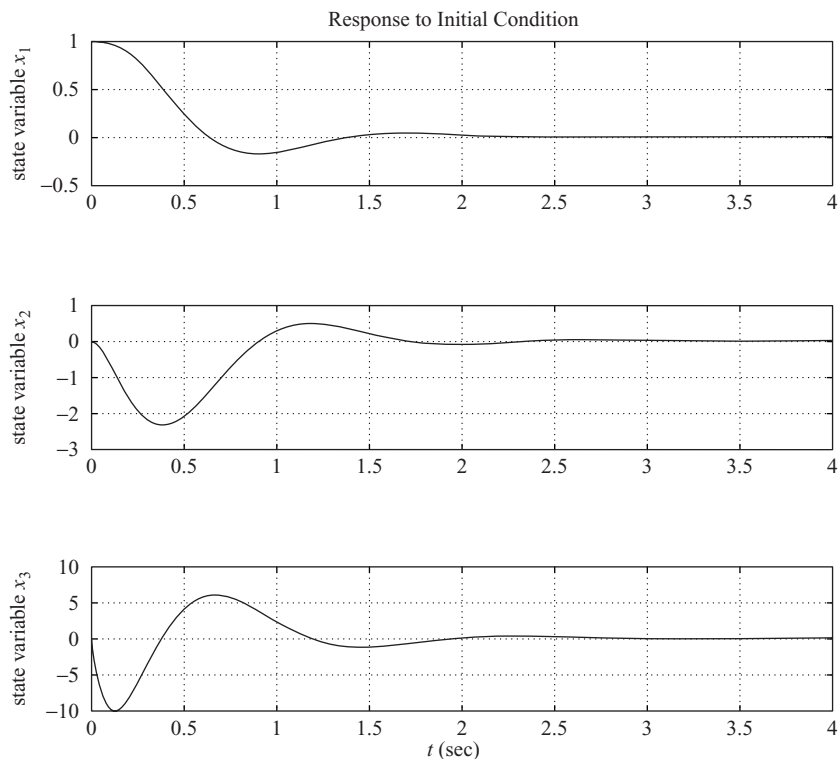 Response to Initial Condition
state variable x1
1
0.5
0
−0.5
0 0.5 1 1.5 2 2.5 3 3.5 4
state variable x2
1
0
−1
−2
−3
0 0.5 1 1.5 2 2.5 3 3.5 4
state variable x3
10
5
0
−5
−10
0 0.5 1 1.5 2 2.5 3 3.5 4
t (sec)